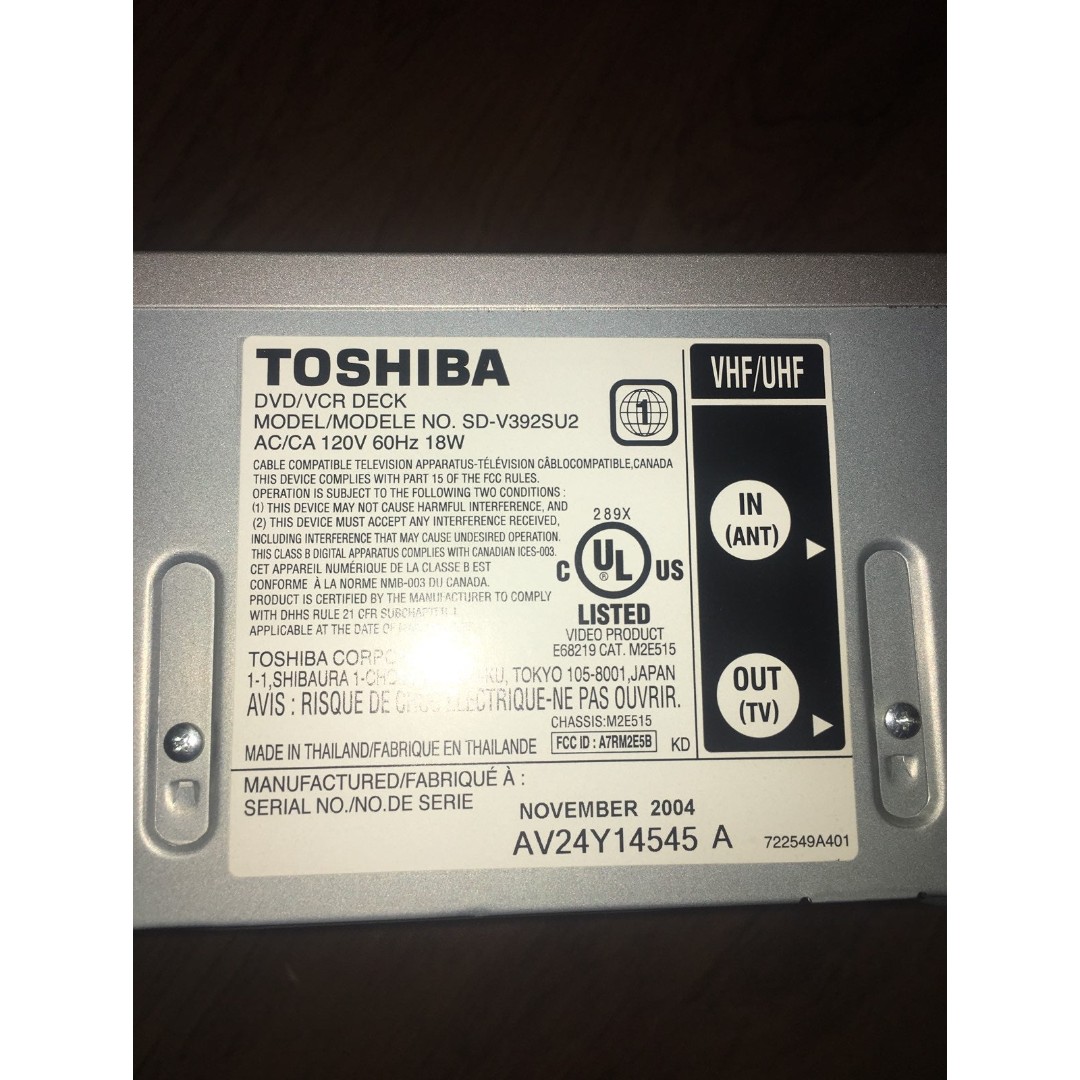 TOSHIBA
DVD/VCR DECK
MODEL/MODELE NO. SD-V392SU2
AC/CA 120V 60Hz 18W
1
CABLE COMPATIBLE TELEVISION APPARATUS-TÉLÉVISION CÂBLOCOMPATIBLE,CANADA
THIS DEVICE COMPLIES WITH PART 15 OF THE FCC RULES.
OPERATION IS SUBJECT TO THE FOLLOWING TWO CONDITIONS :
(1) THIS DEVICE MAY NOT CAUSE HARMFUL INTERFERENCE, AND
(2) THIS DEVICE MUST ACCEPT ANY INTERFERENCE RECEIVED,
INCLUDING INTERFERENCE THAT MAY CAUSE UNDESIRED OPERATION.
THIS CLASS B DIGITAL APPARATUS COMPLIES WITH CANADIAN ICES-003.
CET APPAREIL NUMÉRIQUE DE LA CLASSE B EST
CONFORME À LA NORME NMB-003 DU CANADA.
PRODUCT IS CERTIFIED BY THE MANUFACTURER TO COMPLY
WITH DHHS RULE 21 CFR SUBCHAPTER J
APPLICABLE AT THE DATE OF
289X
C UL ® US
LISTED
VIDEO PRODUCT
E68219 CAT. M2E515
TOSHIBA
1-1,SHIBAURA TOKYO 105-8001,JAPAN
AVIS : RISQUE DE CHOC ÉLECTRIQUE-NE PAS OUVRIR.
CHASSIS:M2E515
MADE IN THAILAND/FABRIQUE EN THAILANDE FCC ID : A7RM2E5B KD
MANUFACTURED/FABRIQUÉ À :
SERIAL NO./NO.DE SERIE
NOVEMBER 2004
AV24Y14545 A 722549A401
VHF/UHF
IN
(ANT)
OUT
(TV)